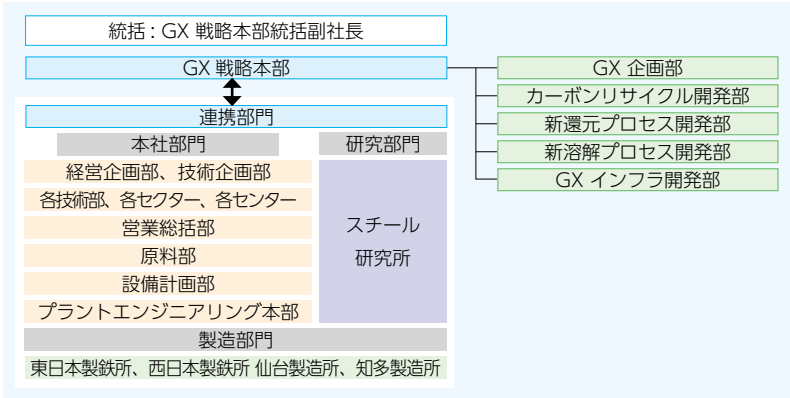 統括 : GX 戦略本部統括副社長
GX 戦略本部
GX 企画部
カーボンリサイクル開発部
新還元プロセス開発部
新溶解プロセス開発部
GX インフラ開発部
連携部門
本社部門
経営企画部、技術企画部
各技術部、各セクター、各センター
営業総括部
原料部
設備計画部
プラントエンジニアリング本部
研究部門
スチール
研究所
製造部門
東日本製鉄所、西日本製鉄所 仙台製造所、知多製造所